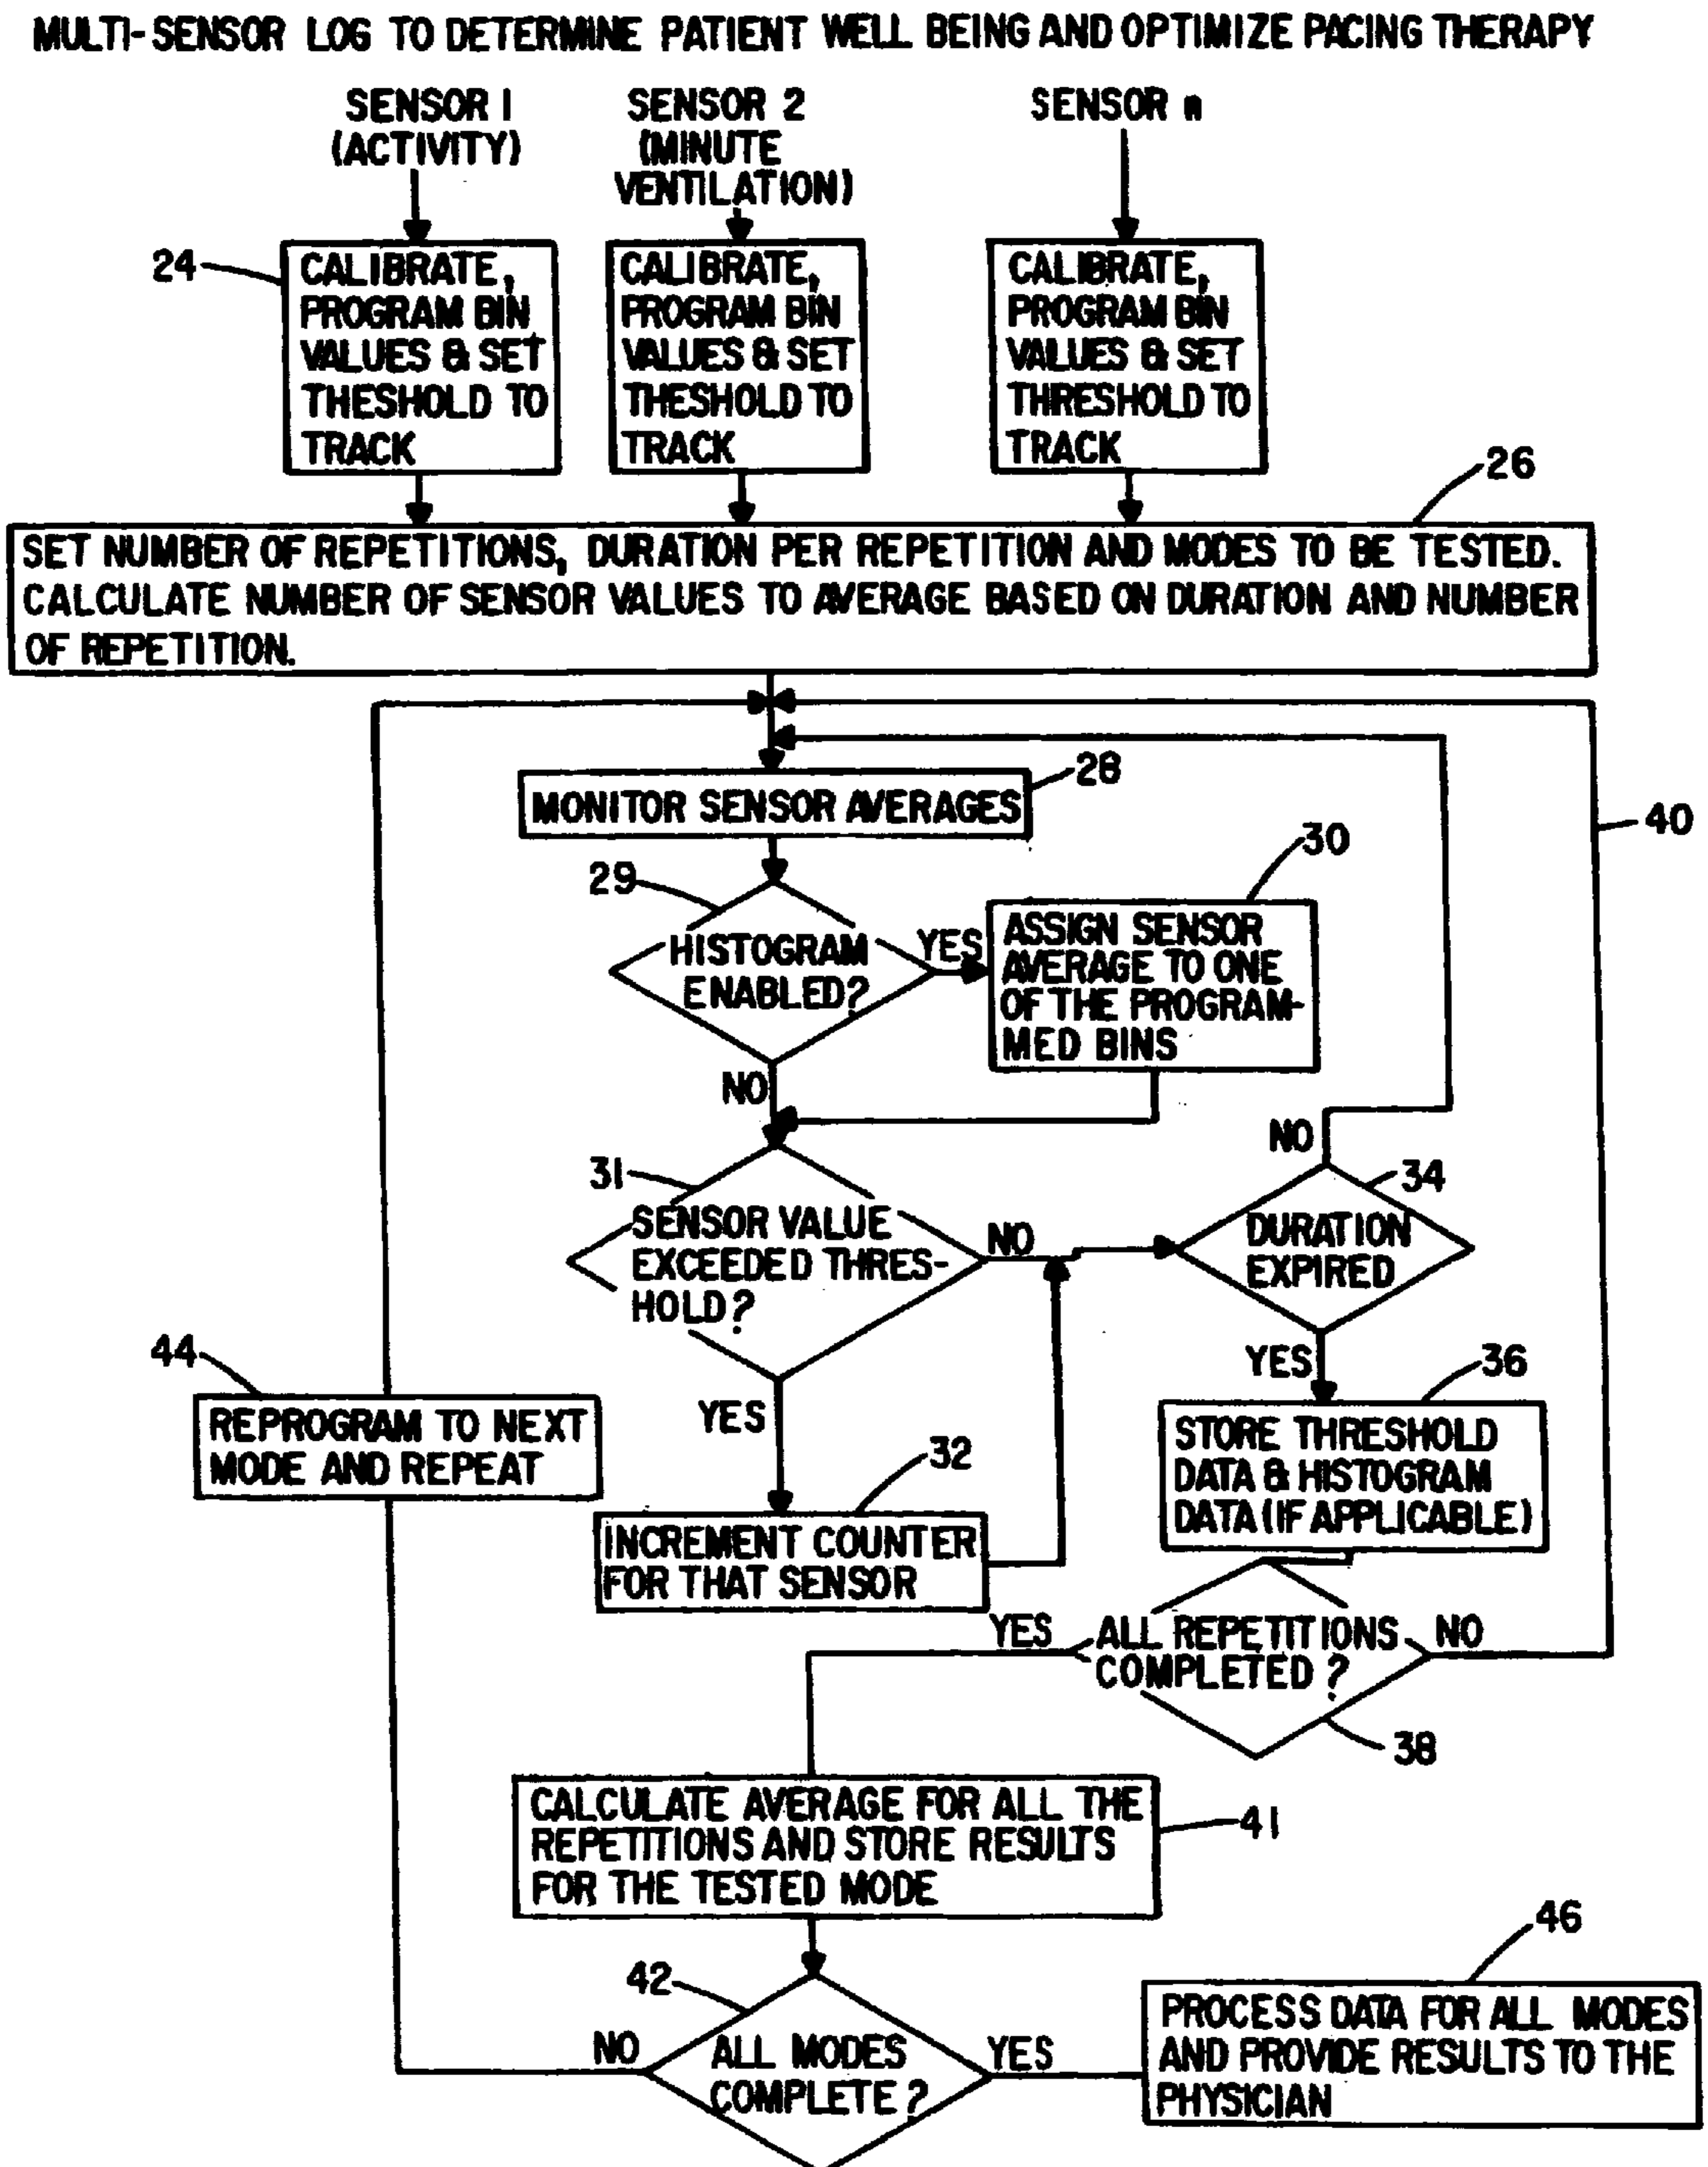 MULTI-SENSOR LOG TO DETERMINE PATIENT WELL BEING AND OPTIMIZE PACING THERAPY
SENSOR 1
(ACTIVITY)
SENSOR 2
(MINUTE
VENTILATION)
SENSOR n
24
CALIBRATE,
PROGRAM BIN
VALUES & SET
THESHOLD TO
TRACK
CALIBRATE,
PROGRAM BIN
VALUES & SET
THESHOLD TO
TRACK
CALIBRATE,
PROGRAM BIN
VALUES & SET
THRESHOLD TO
TRACK
26
SET NUMBER OF REPETITIONS, DURATION PER REPETITION AND MODES TO BE TESTED.
CALCULATE NUMBER OF SENSOR VALUES TO AVERAGE BASED ON DURATION AND NUMBER
OF REPETITION.
28
MONITOR SENSOR AVERAGES
40
29
HISTOGRAM
ENABLED?
YES
NO
30
ASSIGN SENSOR
AVERAGE TO ONE
OF THE PROGRAM-
MED BINS
31
SENSOR VALUE
EXCEEDED THRES-
HOLD?
NO
YES
NO
34
DURATION
EXPIRED
YES
44
REPROGRAM TO NEXT
MODE AND REPEAT
36
STORE THRESHOLD
DATA & HISTOGRAM
DATA (IF APPLICABLE)
32
INCREMENT COUNTER
FOR THAT SENSOR
YES
ALL REPETITIONS
COMPLETED ?
NO
38
CALCULATE AVERAGE FOR ALL THE
REPETITIONS AND STORE RESULTS
FOR THE TESTED MODE
41
42
NO
ALL MODES
COMPLETE ?
YES
46
PROCESS DATA FOR ALL MODES
AND PROVIDE RESULTS TO THE
PHYSICIAN